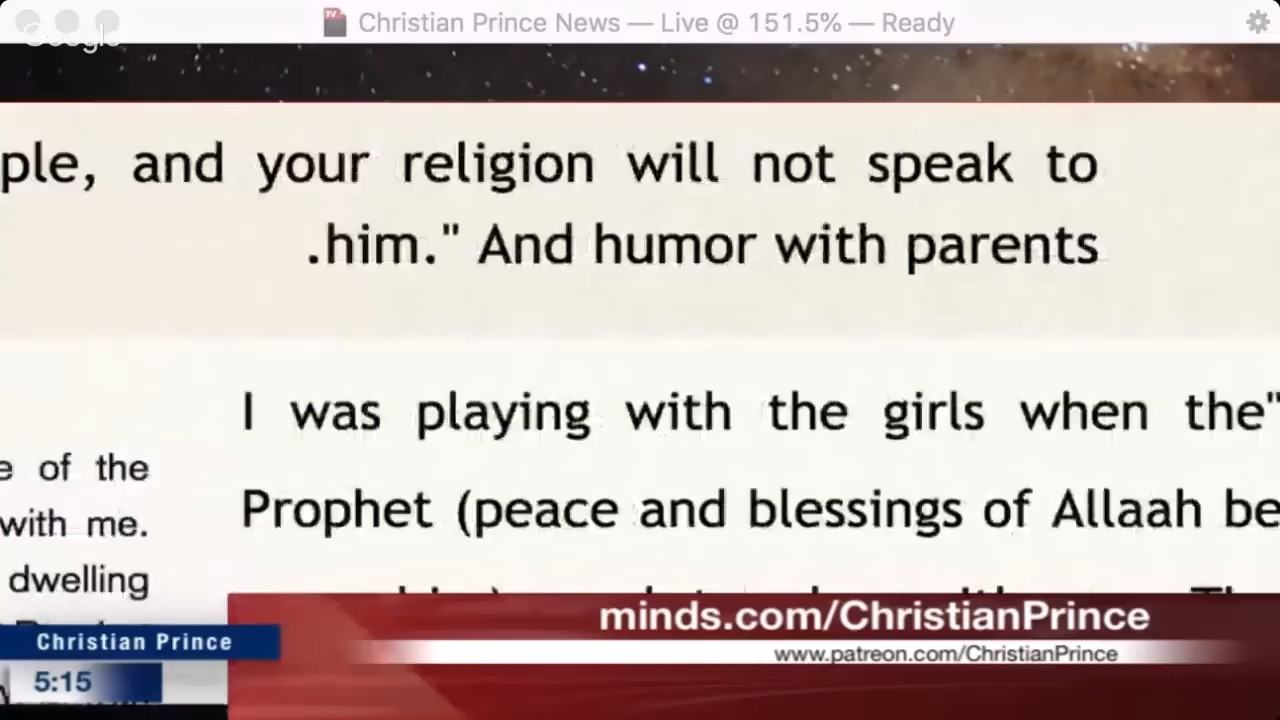 Christian Prince News — Live @ 151.5% — Ready
Google
ple, and your religion will not speak to
.him." And humor with parents
I was playing with the girls when the"
Prophet (peace and blessings of Allaah be
e of the
with me.
dwelling
minds.com/ChristianPrince
www.patreon.com/ChristianPrince
Christian Prince
5:15